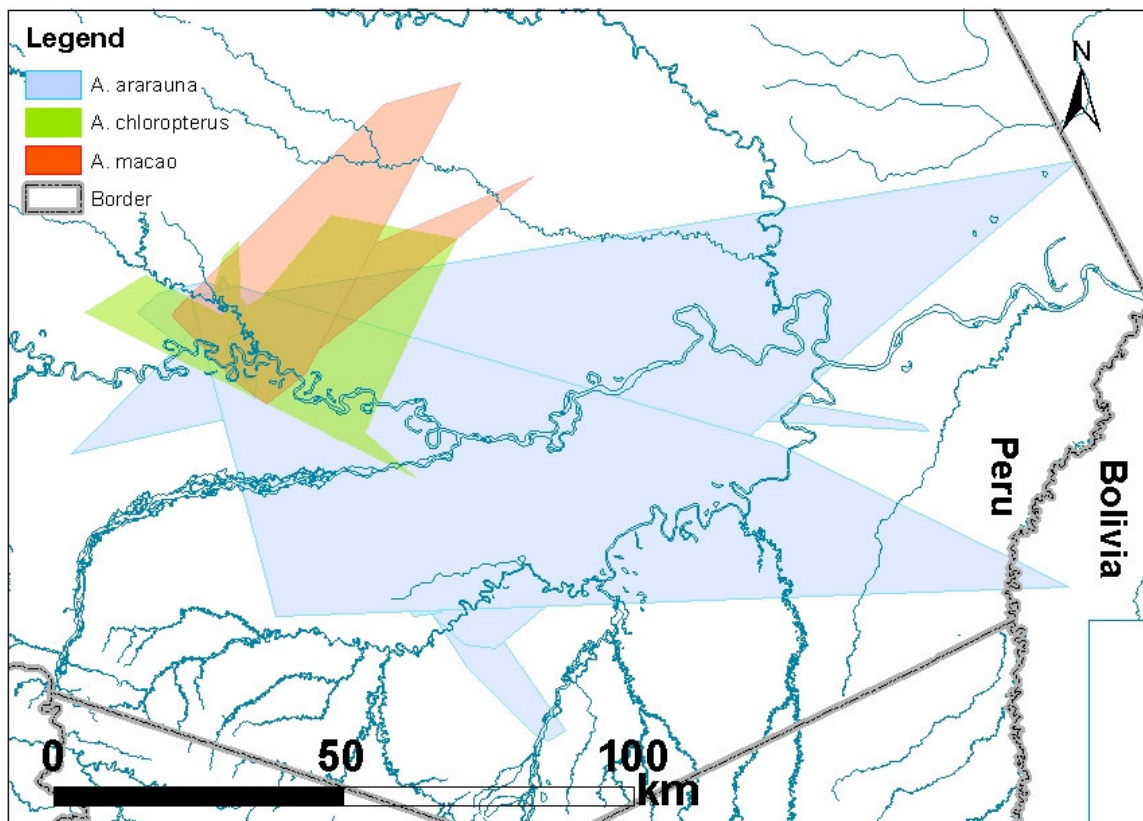 Legend
A. ararauna
A. chloropterus
A. macao
Border
N
Peru
Bolivia
0 50 100
km